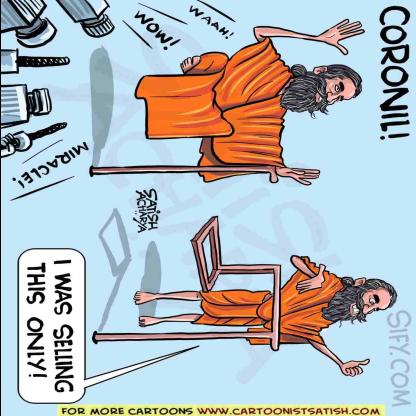 CORONIL!
WAAH!
WOW!
MIRACLE!
SATISH
ACHARYA
I WAS SELLING
THIS ONLY!
SIFY.COM
FOR MORE CARTOONS WWW.CARTOONISTSATISH.COM